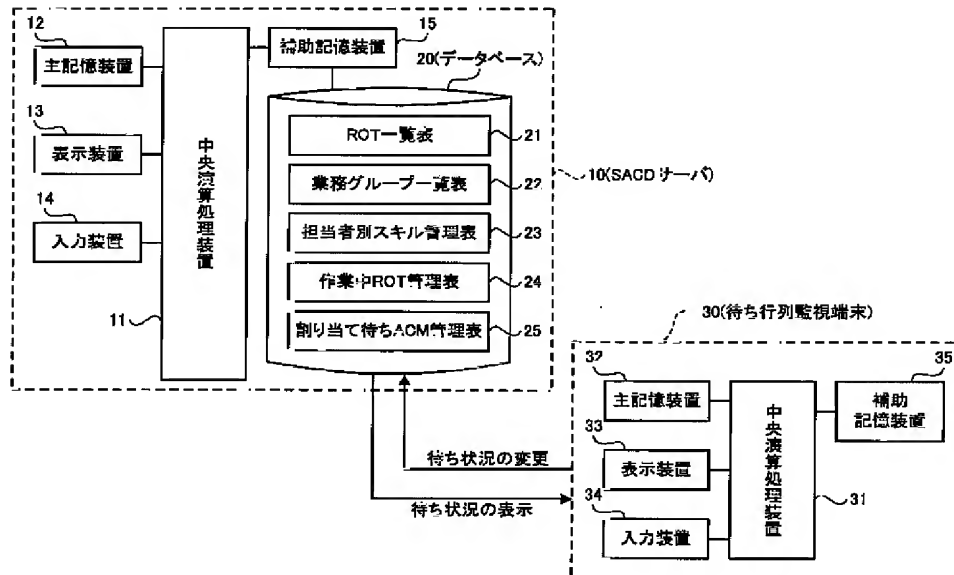 12
主記憶装置
13
表示装置
14
入力装置
中央演算処理装置
11
補助記憶装置
15
20(データベース)
ROT一覧表
21
業務グループ一覧表
22
担当者別スキル管理表
23
作業中ROT管理表
24
割り当て待ちACM管理表
25
10(SACDサーバ)
待ち状況の変更
待ち状況の表示
30(待ち行列監視端末)
32
主記憶装置
33
表示装置
34
入力装置
中央演算処理装置
31
補助
記憶装置
35